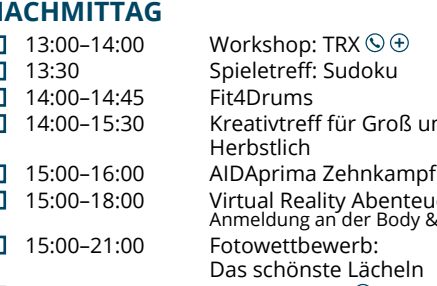 NACHMITTAG
13:00–14:00 Workshop: TRX
13:30 Spieletreff: Sudoku
14:00–14:45 Fit4Drums
14:00–15:30 Kreativtreff für Groß
Herbstlich
15:00–16:00 AIDAprima Zehnkampf
15:00–18:00 Virtual Reality
Anmeldung an der Body &
15:00–21:00 Fotowettbewerb:
Das schönste Lächeln